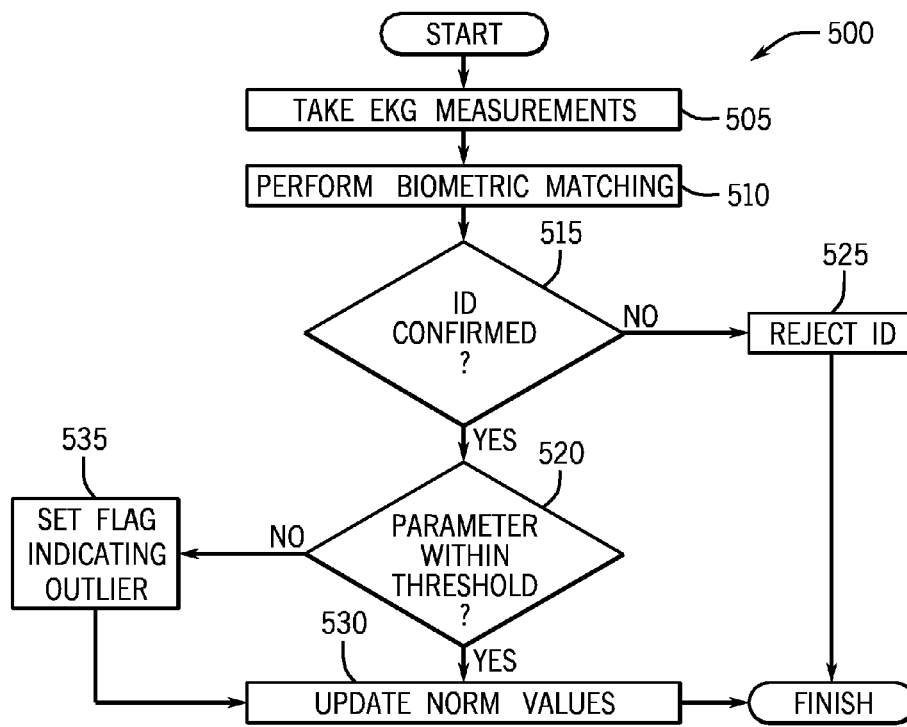 START
500
TAKE EKG MEASUREMENTS
505
PERFORM BIOMETRIC MATCHING
510
515
ID
CONFIRMED
?
NO
525
REJECT ID
YES
535
520
SET FLAG
INDICATING
OUTLIER
NO
PARAMETER
WITHIN
THRESHOLD
?
530
YES
UPDATE NORM VALUES
FINISH